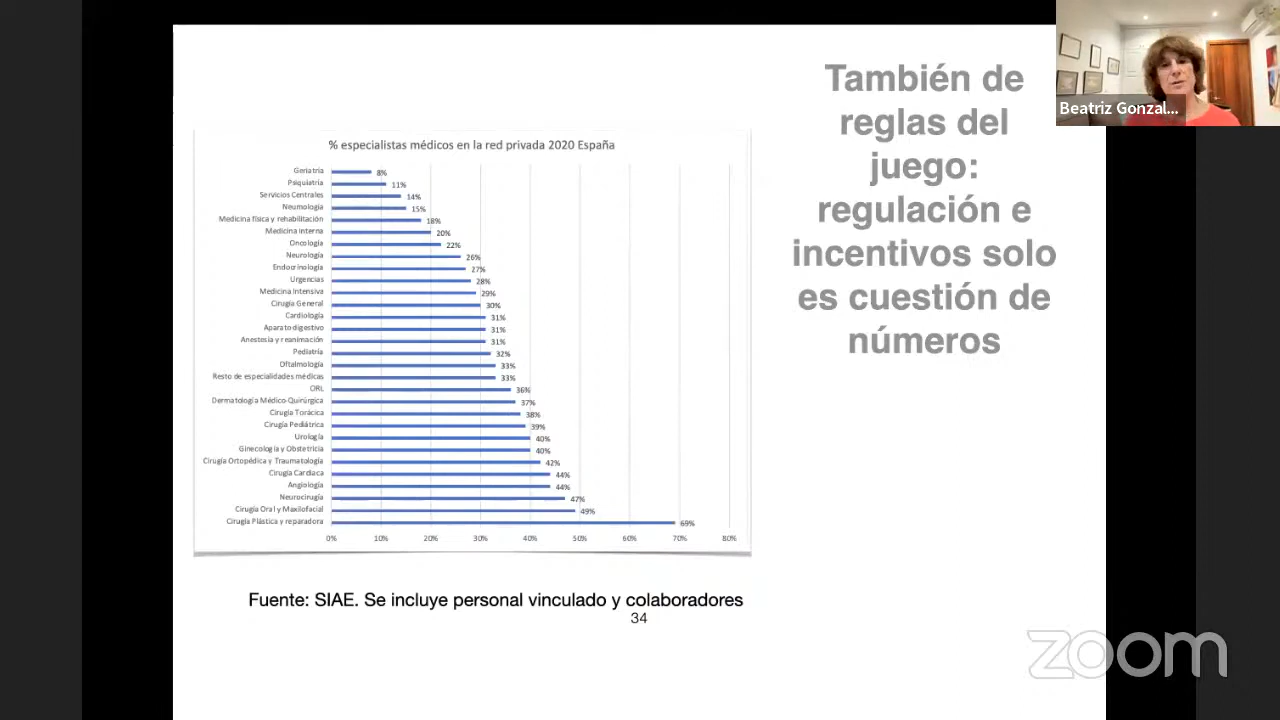 También de
reglas del
juego:
regulación e
incentivos solo
es cuestión de
números
Beatriz Gonzal...
% especialistas médicos en la red privada 2020 España
Geriatría 8%
Psiquiatría 11%
Servicios Centrales 14%
Neumología 15%
Medicina física y rehabilitación 18%
Medicina interna 20%
Oncología 22%
Neurología 26%
Endocrinología 27%
Urgencias 28%
Medicina Intensiva 29%
Cirugía General 30%
Cardiología 31%
Aparato digestivo 31%
Anestesia y reanimación 31%
Pediatría 32%
Oftalmología 33%
Resto de especialidades médicas 33%
ORL 36%
Dermatología Médico-Quirúrgica 37%
Cirugía Torácica 38%
Cirugía Pediátrica 39%
Urología 40%
Ginecología y Obstetricia 40%
Cirugía Ortopédica y Traumatología 42%
Cirugía Cardiaca 44%
Angiología 44%
Neurocirugía 47%
Cirugía Oral y Maxilofacial 49%
Cirugía Plástica y reparadora 69%
0% 10% 20% 30% 40% 50% 60% 70% 80%
Fuente: SIAE. Se incluye personal vinculado y colaboradores
34
zoom